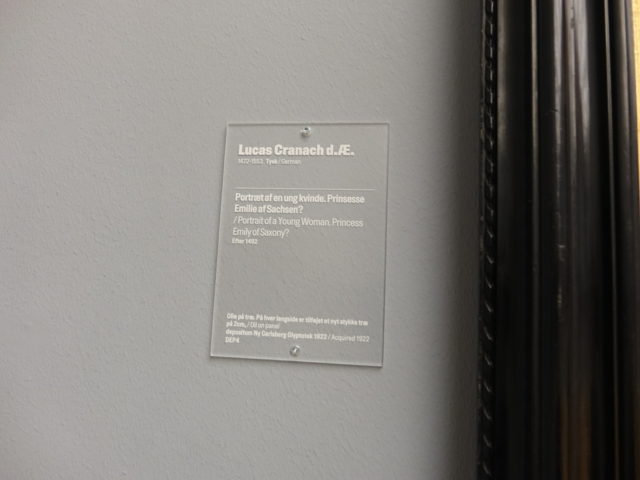 Lucas Cranach d.Æ.
1472-1553, Tysk / German
Portræt af en ung kvinde. Prinsesse
Emilie af Sachsen?
/ Portrait of a Young Woman. Princess
Emily of Saxony?
Efter 1492
Olie på træ. På hver langside er tilføjet et nyt stykke træ
på 2cm. / Oil on panel
depositum Ny Carlsberg Glyptotek 1922 / Acquired 1922
DEP4